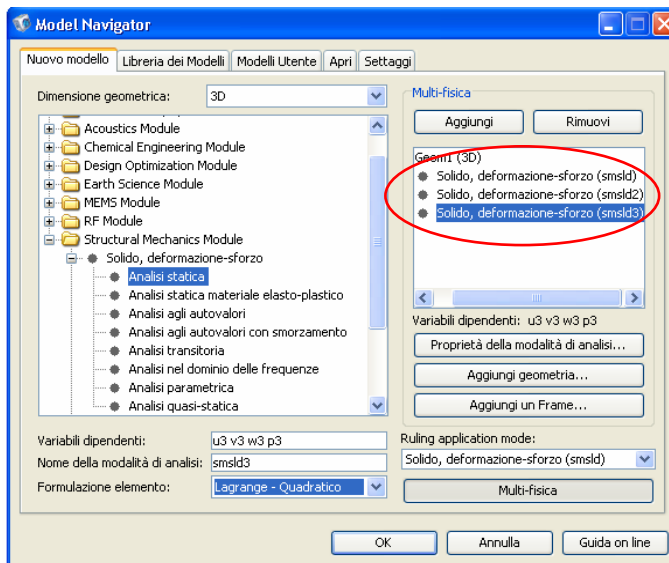 Model Navigator
Nuovo modello Libreria dei Modelli Modelli Utente Apri Settaggi
Dimensione geometrica: 3D
Acoustics Module
Chemical Engineering Module
Design Optimization Module
Earth Science Module
MEMS Module
RF Module
Structural Mechanics Module
Solido, deformazione-sforzo
Analisi statica
Analisi statica materiale elasto-plastico
Analisi agli autovalori
Analisi agli autovalori con smorzamento
Analisi transitoria
Analisi nel dominio delle frequenze
Analisi parametrica
Analisi quasi-statica
Variabili dipendenti: u3 v3 w3 p3
Nome della modalità di analisi: smsld3
Formulazione elemento: Lagrange - Quadratico
Multi-fisica
Aggiungi Rimuovi
Geom1 (3D)
Solido, deformazione-sforzo (smsld)
Solido, deformazione-sforzo (smsld2)
Solido, deformazione-sforzo (smsld3)
Variabili dipendenti: u3 v3 w3 p3
Proprietà della modalità di analisi...
Aggiungi geometria...
Aggiungi un Frame...
Ruling application mode:
Solido, deformazione-sforzo (smsld)
Multi-fisica
OK Annulla Guida on line